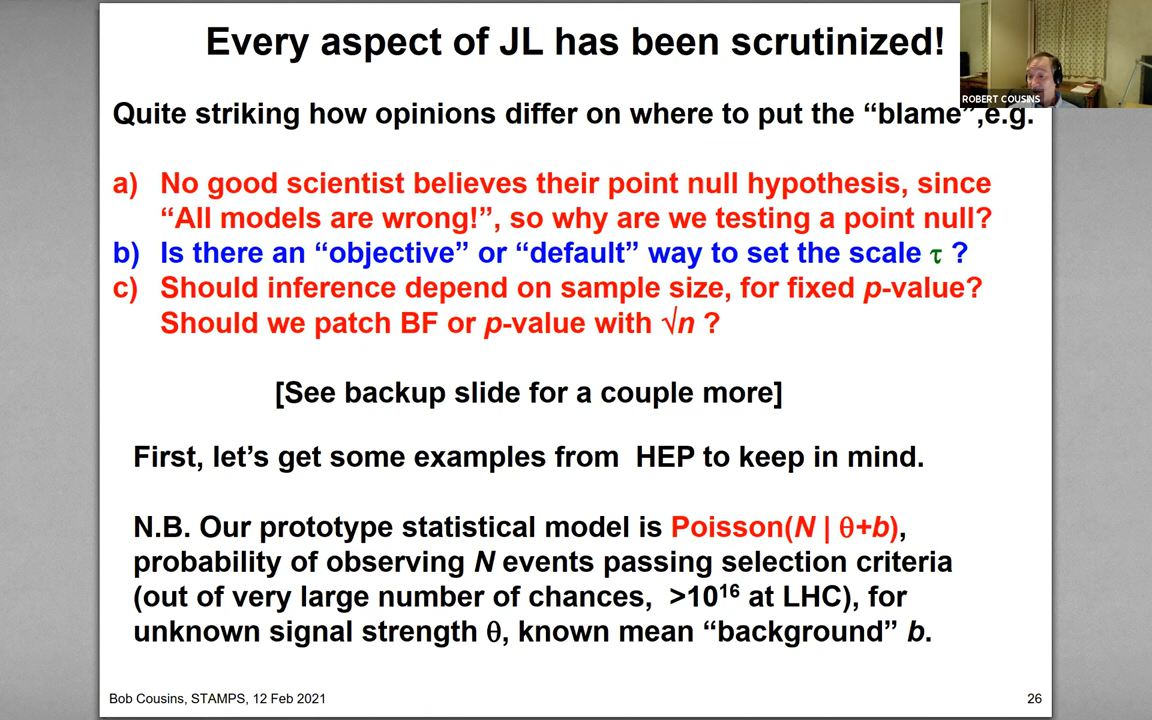 Every aspect of JL has been scrutinized!
ROBERT COUSINS
Quite striking how opinions differ on where to put the “blame”,e.g.
a) No good scientist believes their point null hypothesis, since
“All models are wrong!”, so why are we testing a point null?
b) Is there an “objective” or “default” way to set the scale τ ?
c) Should inference depend on sample size, for fixed p-value?
Should we patch BF or p-value with √n ?
[See backup slide for a couple more]
First, let’s get some examples from HEP to keep in mind.
N.B. Our prototype statistical model is Poisson(N | θ+b),
probability of observing N events passing selection criteria
(out of very large number of chances, >10¹⁶ at LHC), for
unknown signal strength θ, known mean “background” b.
Bob Cousins, STAMPS, 12 Feb 2021
26